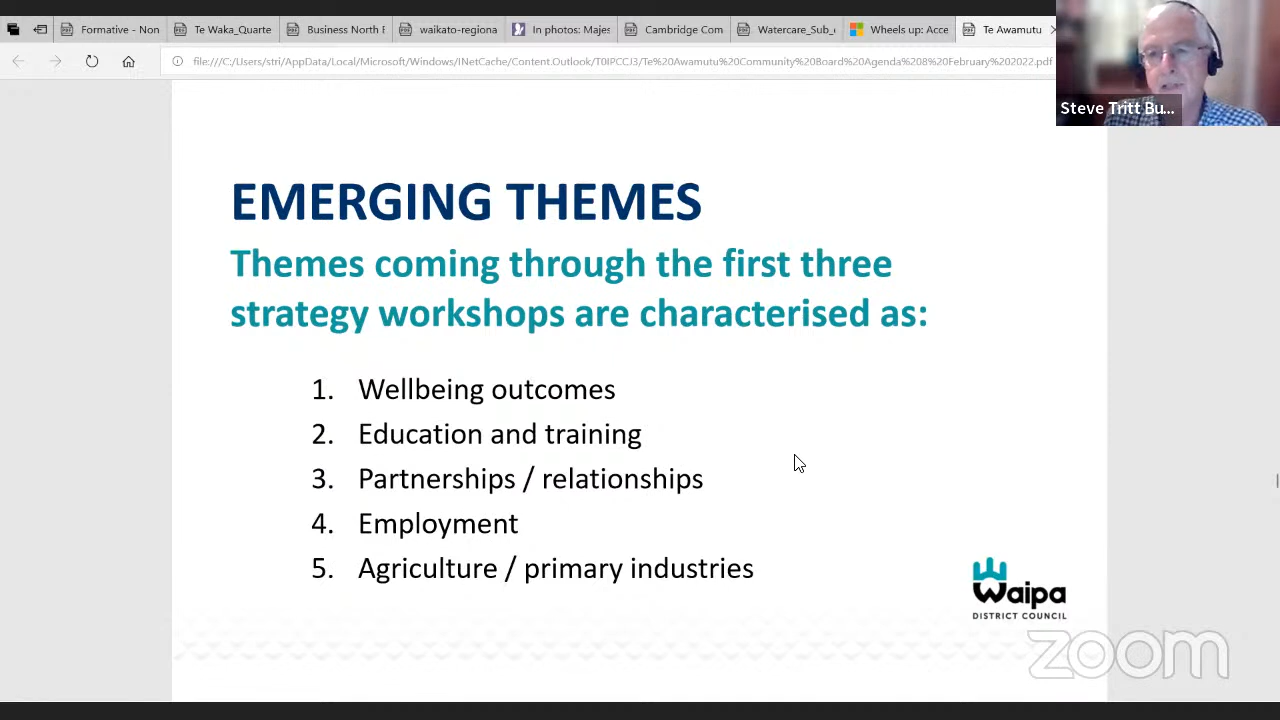 Formative - Non
Te Waka_Quarte
Business North E
waikato-regiona
In photos: Majes
Cambridge Com
Watercare_Sub_c
Wheels up: Acce
Te Awamutu
file:///C:/Users/stri/AppData/Local/Microsoft/Windows/INetCache/Content.Outlook/T0IPCCJ3/Te%20Awamutu%20Community%20Board%20Agenda%208%20February%202022.pdf
Steve Tritt Bu...
EMERGING THEMES
Themes coming through the first three
strategy workshops are characterised as:
1. Wellbeing outcomes
2. Education and training
3. Partnerships / relationships
4. Employment
5. Agriculture / primary industries
Waipa
DISTRICT COUNCIL
zoom